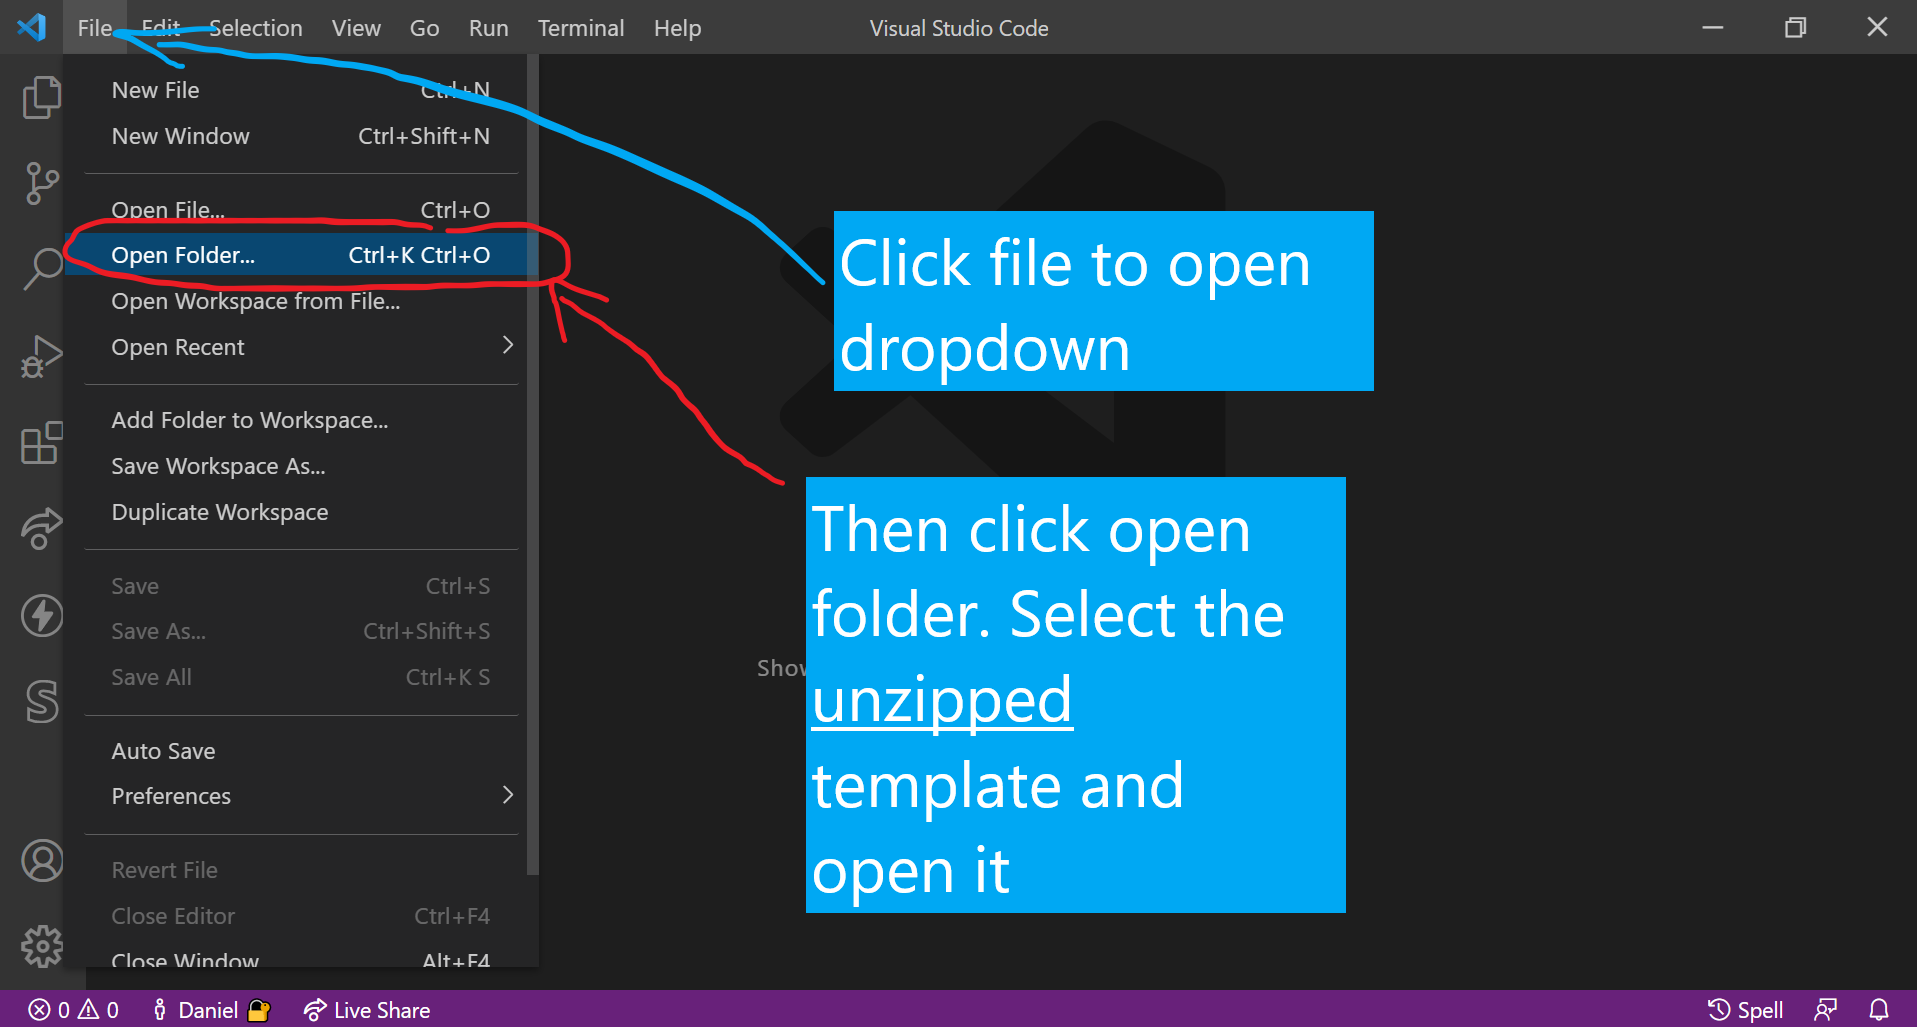 File Edit Selection View Go Run Terminal Help Visual Studio Code
New File Ctrl+N
New Window Ctrl+Shift+N
Open File... Ctrl+O
Open Folder... Ctrl+K Ctrl+O
Open Workspace from File...
Open Recent
Add Folder to Workspace...
Save Workspace As...
Duplicate Workspace
Save Ctrl+S
Save As... Ctrl+Shift+S
Save All Ctrl+K S
Auto Save
Preferences
Revert File
Close Editor Ctrl+F4
Close Window Alt+F4
Click file to open
dropdown
Then click open
folder. Select the
unzipped
template and
open it
Show
0 0 Daniel Live Share Spell